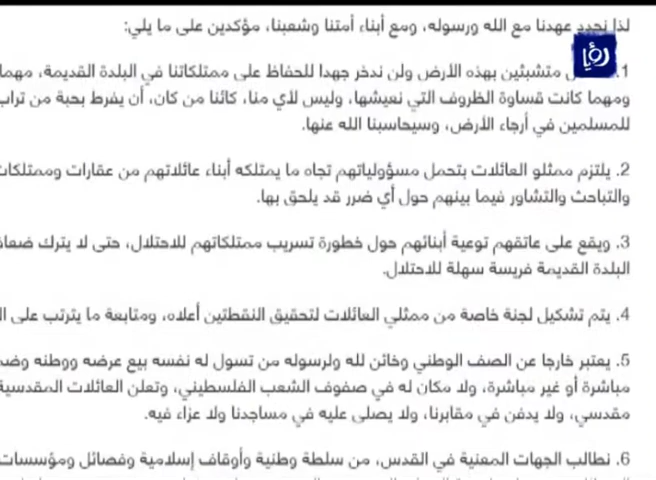 لذا نجدد عهدنا مع الله ورسوله، ومع أبناء أمتنا وشعبنا، مؤكدين على ما يلي:
رؤيا
1. متشبثين بهذه الأرض ولن ندخر جهدا للحفاظ على ممتلكاتنا في البلدة القديمة، مهما
ومهما كانت قساوة الظروف التي نعيشها، وليس لأي منا، كائنا من كان، أن يفرط بحبة من تراب
للمسلمين في أرجاء الأرض، وسيحاسبنا الله عنها.
2. يلتزم ممثلو العائلات بتحمل مسؤولياتهم تجاه ما يمتلكه أبناء عائلاتهم من عقارات وممتلكات
والتباحث والتشاور فيما بينهم حول أي ضرر قد يلحق بها.
3. ويقع على عاتقهم توعية أبنائهم حول خطورة تسريب ممتلكاتهم للاحتلال، حتى لا يترك ضعاف
البلدة القديمة فريسة سهلة للاحتلال.
4. يتم تشكيل لجنة خاصة من ممثلي العائلات لتحقيق النقطتين أعلاه، ومتابعة ما يترتب على
5. يعتبر خارجا عن الصف الوطني وخائن لله ولرسوله من تسول له نفسه بيع عرضه ووطنه
مباشرة أو غير مباشرة، ولا مكان له في صفوف الشعب الفلسطيني، وتعلن العائلات المقدسية
مقدسي، ولا يدفن في مقابرنا، ولا يصلى عليه في مساجدنا ولا عزاء فيه.
6. نطالب الجهات المعنية في القدس، من سلطة وطنية وأوقاف إسلامية وفصائل ومؤسسات